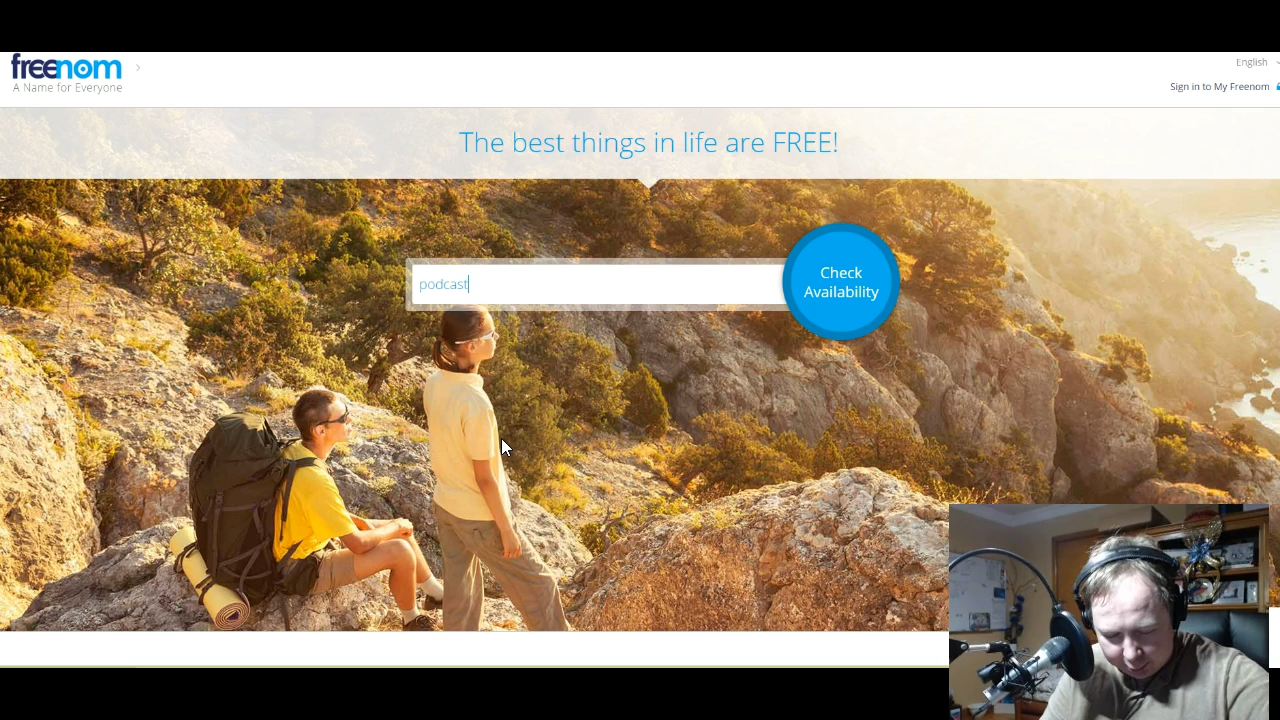 freenom
A Name for Everyone
English
Sign in to My Freenom
The best things in life are FREE!
podcast
Check
Availability